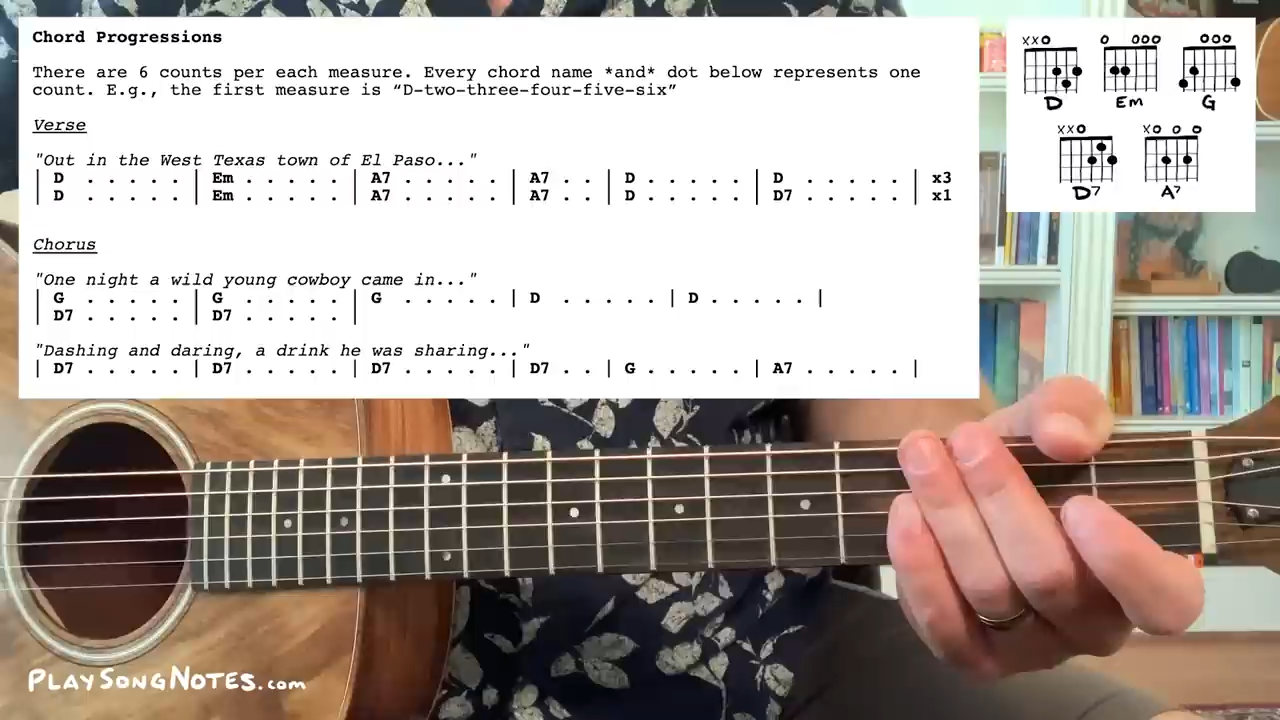 Chord Progressions
There are 6 counts per each measure. Every chord name *and* dot below represents one
count. E.g., the first measure is “D-two-three-four-five-six”
Verse
"Out in the West Texas town of El Paso..."
| D . . . . . | Em . . . . . | A7 . . . . . | A7 . . | D . . . . . | D . . . . . | x3
| D . . . . . | Em . . . . . | A7 . . . . . | A7 . . | D . . . . . | D7 . . . . . | x1
Chorus
"One night a wild young cowboy came in..."
| G . . . . . | G . . . . . | G . . . . . | D . . . . . | D . . . . . |
| D7 . . . . . | D7 . . . . . |
"Dashing and daring, a drink he was sharing..."
| D7 . . . . . | D7 . . . . . | D7 . . . . . | D7 . . | G . . . . . | A7 . . . . . |
xxo o ooo ooo
D Em G
xxo xo o o
D7 A7
PLAYSONGNOTES.com